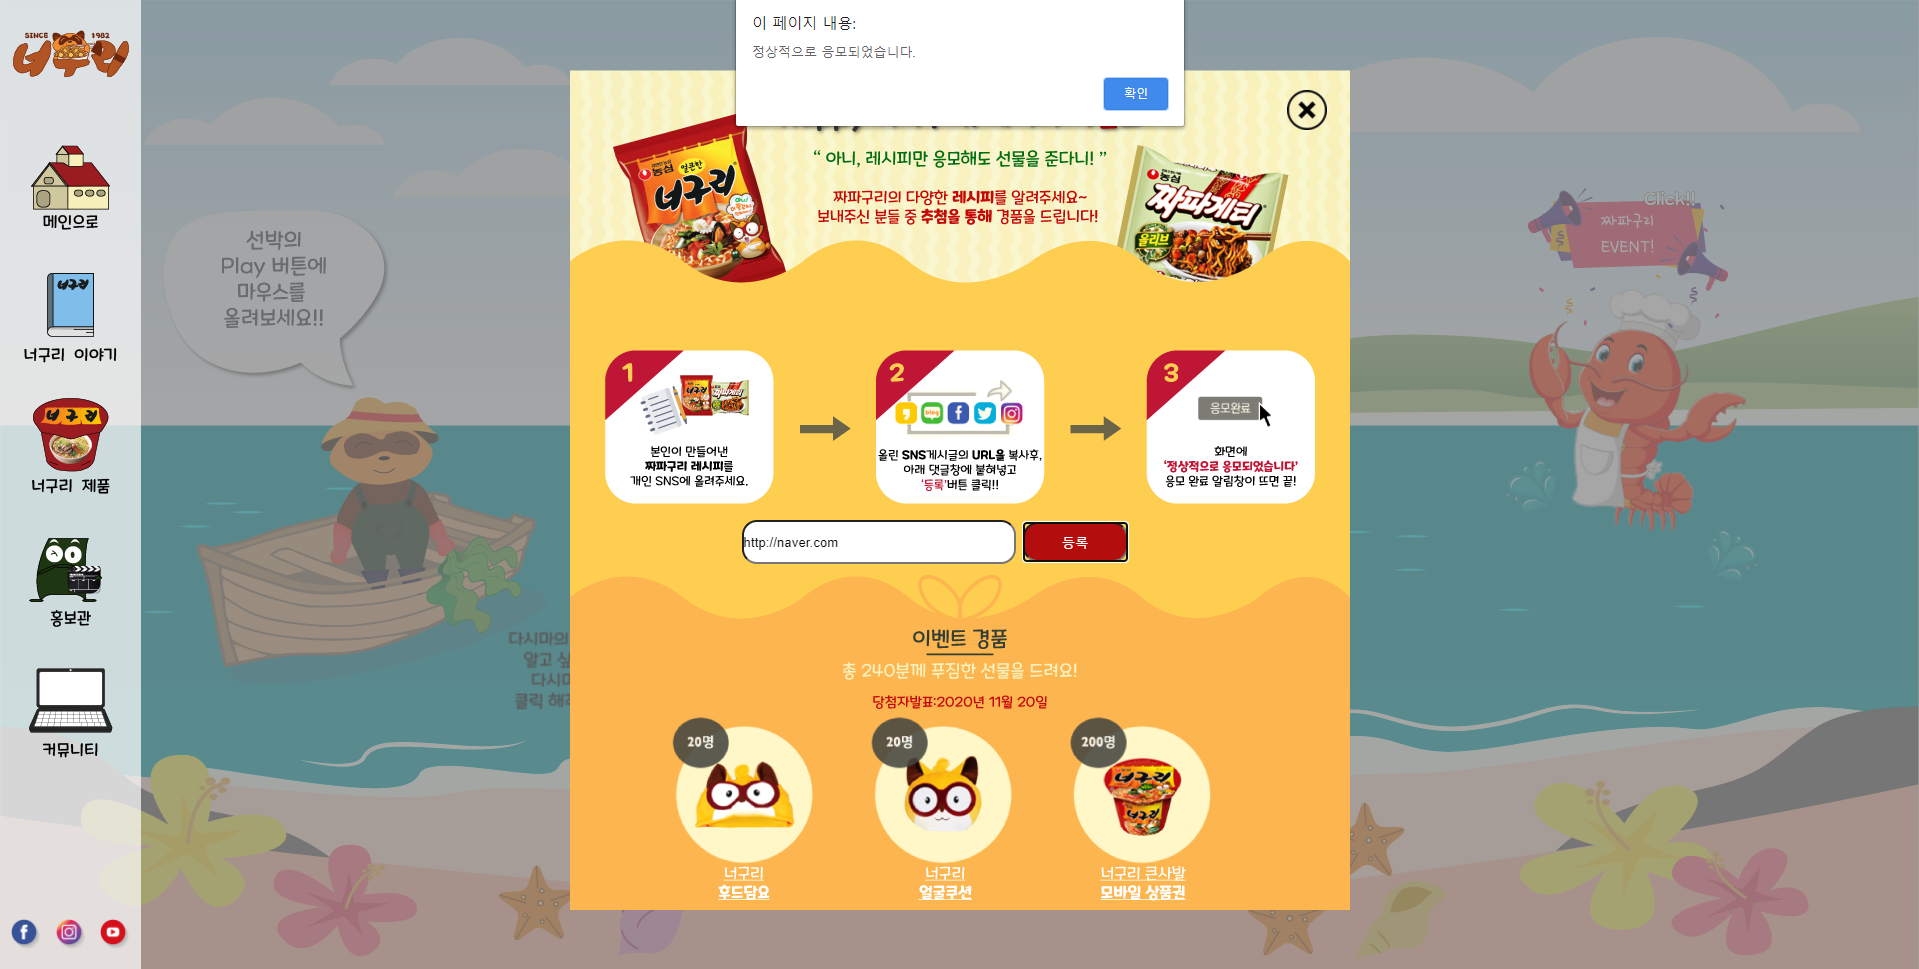 이 페이지 내용:
정상적으로 응모되었습니다.
확인
SINCE 1982
너구리
메인으로
너구리
너구리 이야기
너구리
너구리 제품
홍보관
커뮤니티
선박의
Play 버튼에
마우스를
올려보세요!!
Click!!
짜파구리
EVENT!
“ 아니, 레시피만 응모해도 선물을 준다니! ”
짜파구리의 다양한 레시피를 알려주세요~
보내주신 분들 중 추첨을 통해 경품을 드립니다!
농심 얼큰한
너구리
농심
짜파게티
올리브
1
본인이 만들어낸
짜파구리 레시피를
개인 SNS에 올려주세요.
2
blog
올린 SNS게시글의 URL을 복사후,
아래 댓글창에 붙혀넣고
'등록'버튼 클릭!!
3
응모완료
화면에
'정상적으로 응모되었습니다'
응모 완료 알림창이 뜨면 끝!
http://naver.com
등록
다시마의
알고 싶
다시마
클릭 해
이벤트 경품
총 240분께 푸짐한 선물을 드려요!
당첨자발표:2020년 11월 20일
20명
너구리
후드담요
20명
너구리
얼굴쿠션
200명
너구리
너구리 큰사발
모바일 상품권